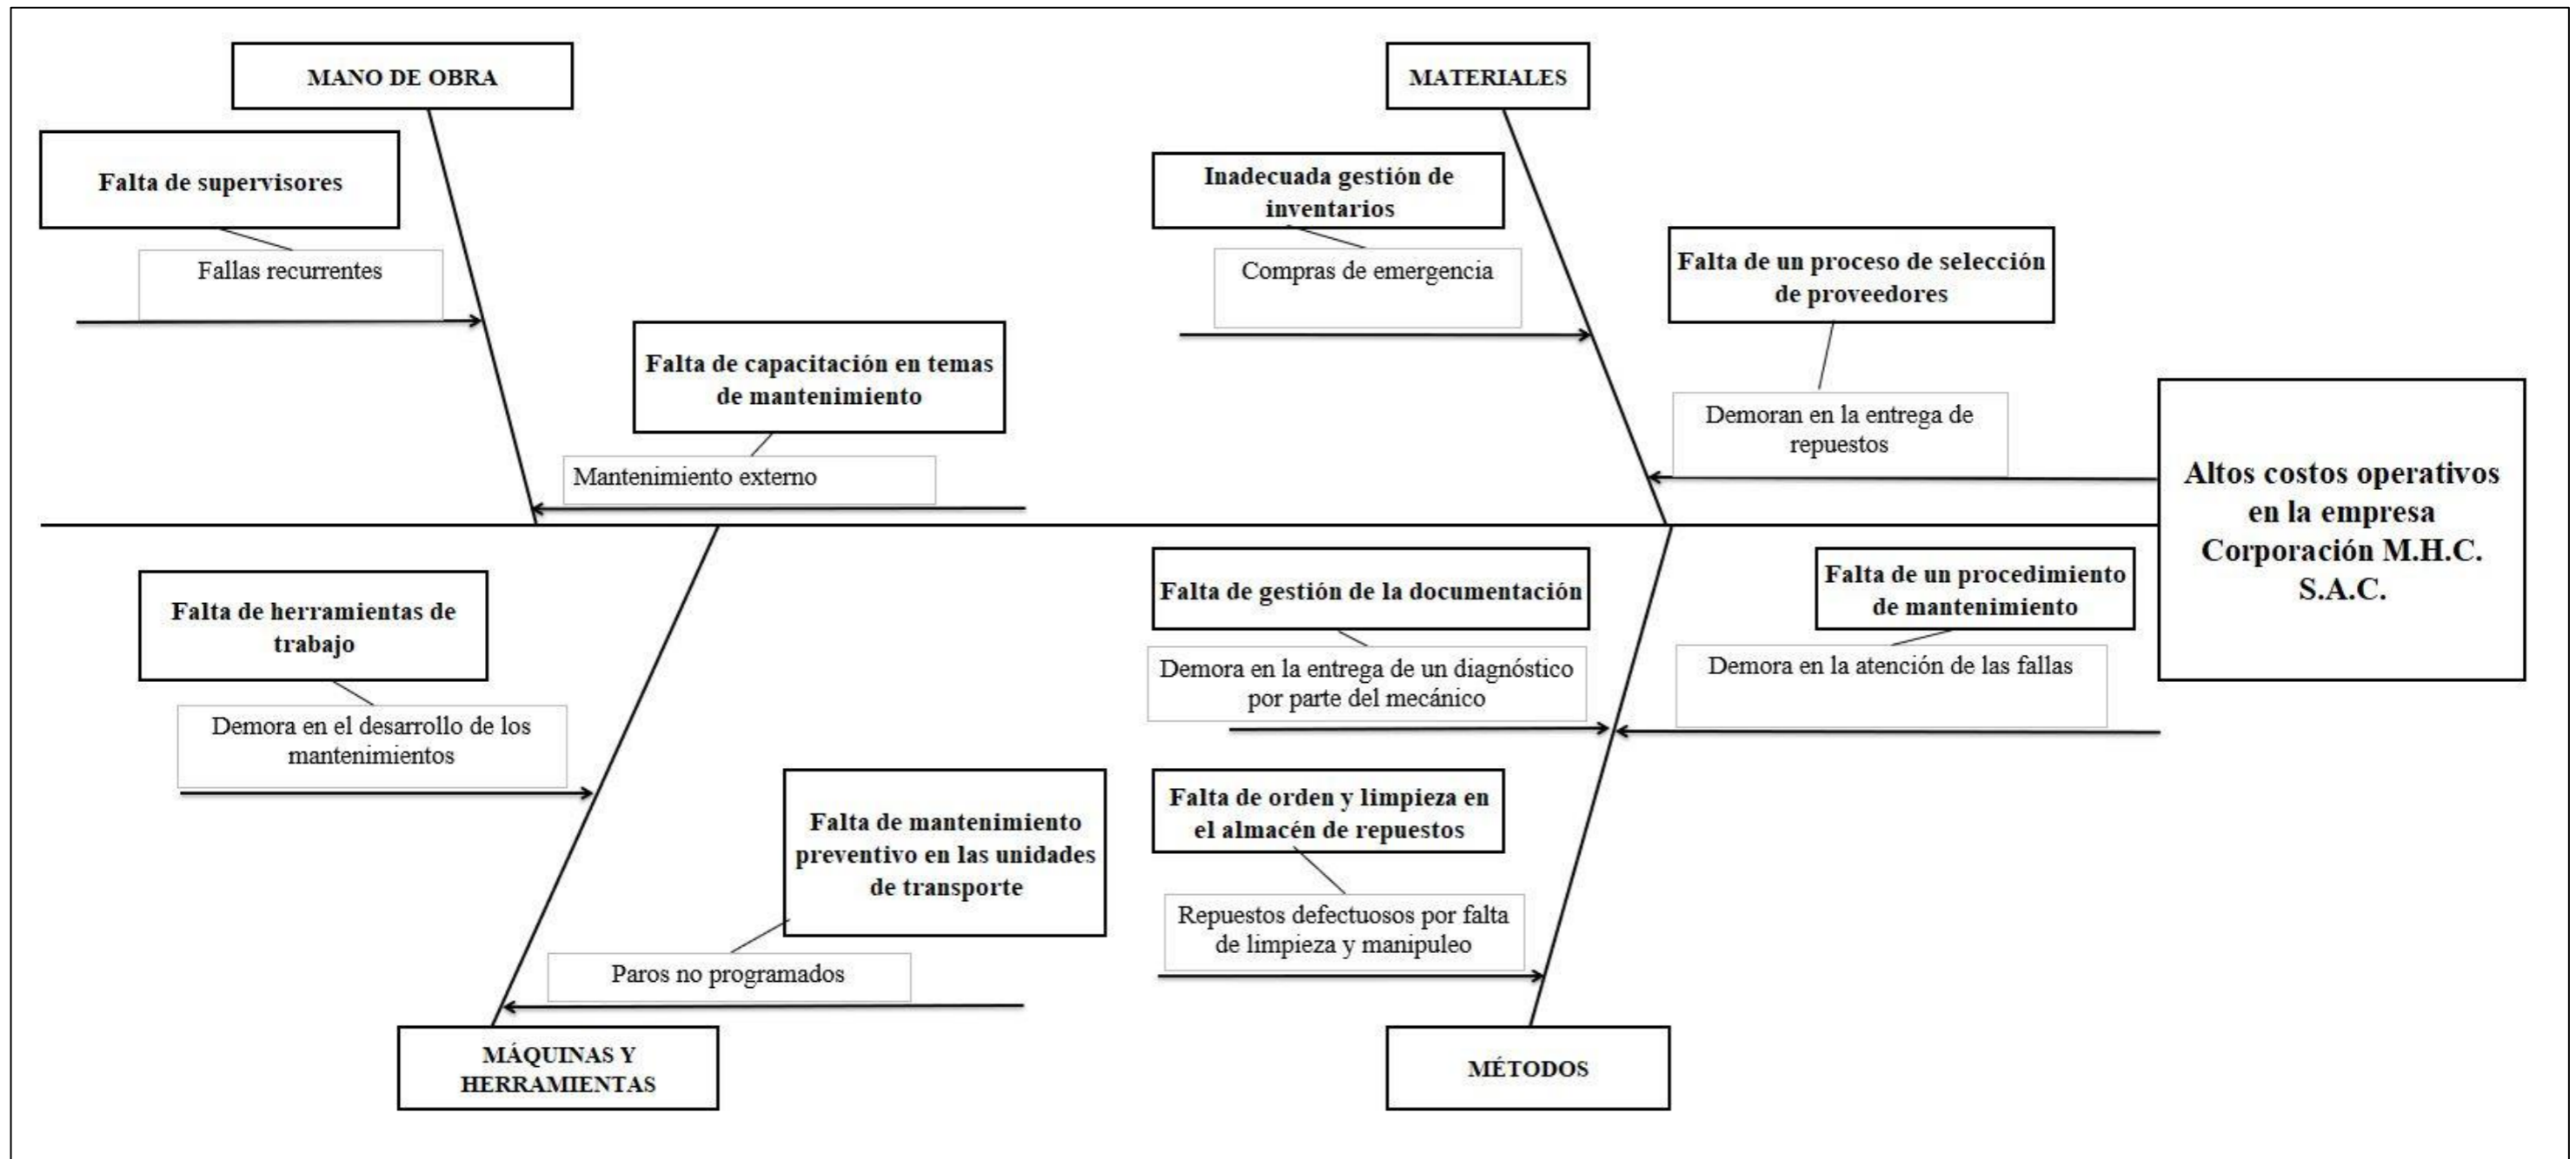 MANO DE OBRA
MATERIALES
Falta de supervisores
Fallas recurrentes
Falta de capacitación en temas
de mantenimiento
Mantenimiento externo
Inadecuada gestión de
inventarios
Compras de emergencia
Falta de un proceso de selección
de proveedores
Demoran en la entrega de
repuestos
Altos costos operativos
en la empresa
Corporación M.H.C.
S.A.C.
Falta de herramientas de
trabajo
Demora en el desarrollo de los
mantenimientos
Falta de mantenimiento
preventivo en las unidades
de transporte
Paros no programados
Falta de gestión de la documentación
Demora en la entrega de un diagnóstico
por parte del mecánico
Falta de un procedimiento
de mantenimiento
Demora en la atención de las fallas
Falta de orden y limpieza en
el almacén de repuestos
Repuestos defectuosos por falta
de limpieza y manipuleo
MÁQUINAS Y
HERRAMIENTAS
MÉTODOS